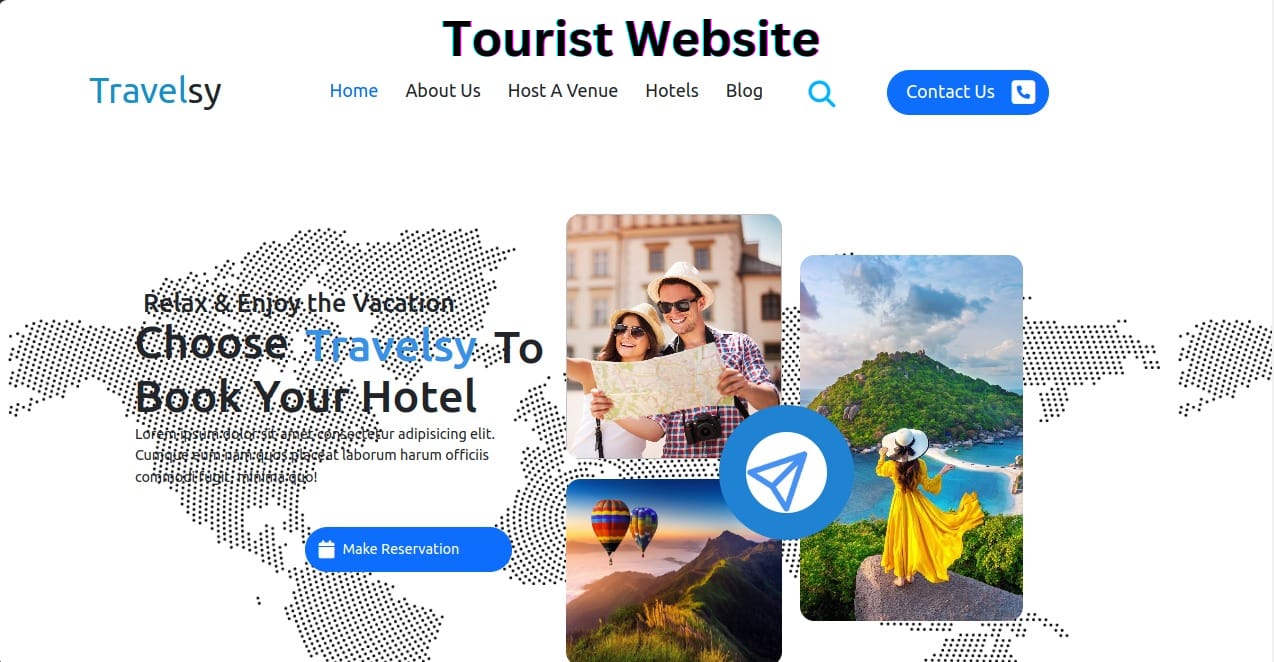 Tourist Website
Travelsy
Home
About Us
Host A Venue
Hotels
Blog
Contact Us
Relax & Enjoy the Vacation
Choose Travelsy To
Book Your Hotel
Lorem ipsum dolor sit amet consectetur adipisicing elit.
Cumque eum nam quos placeat laborum harum officiis
commodi fugit, minima quo!
Make Reservation